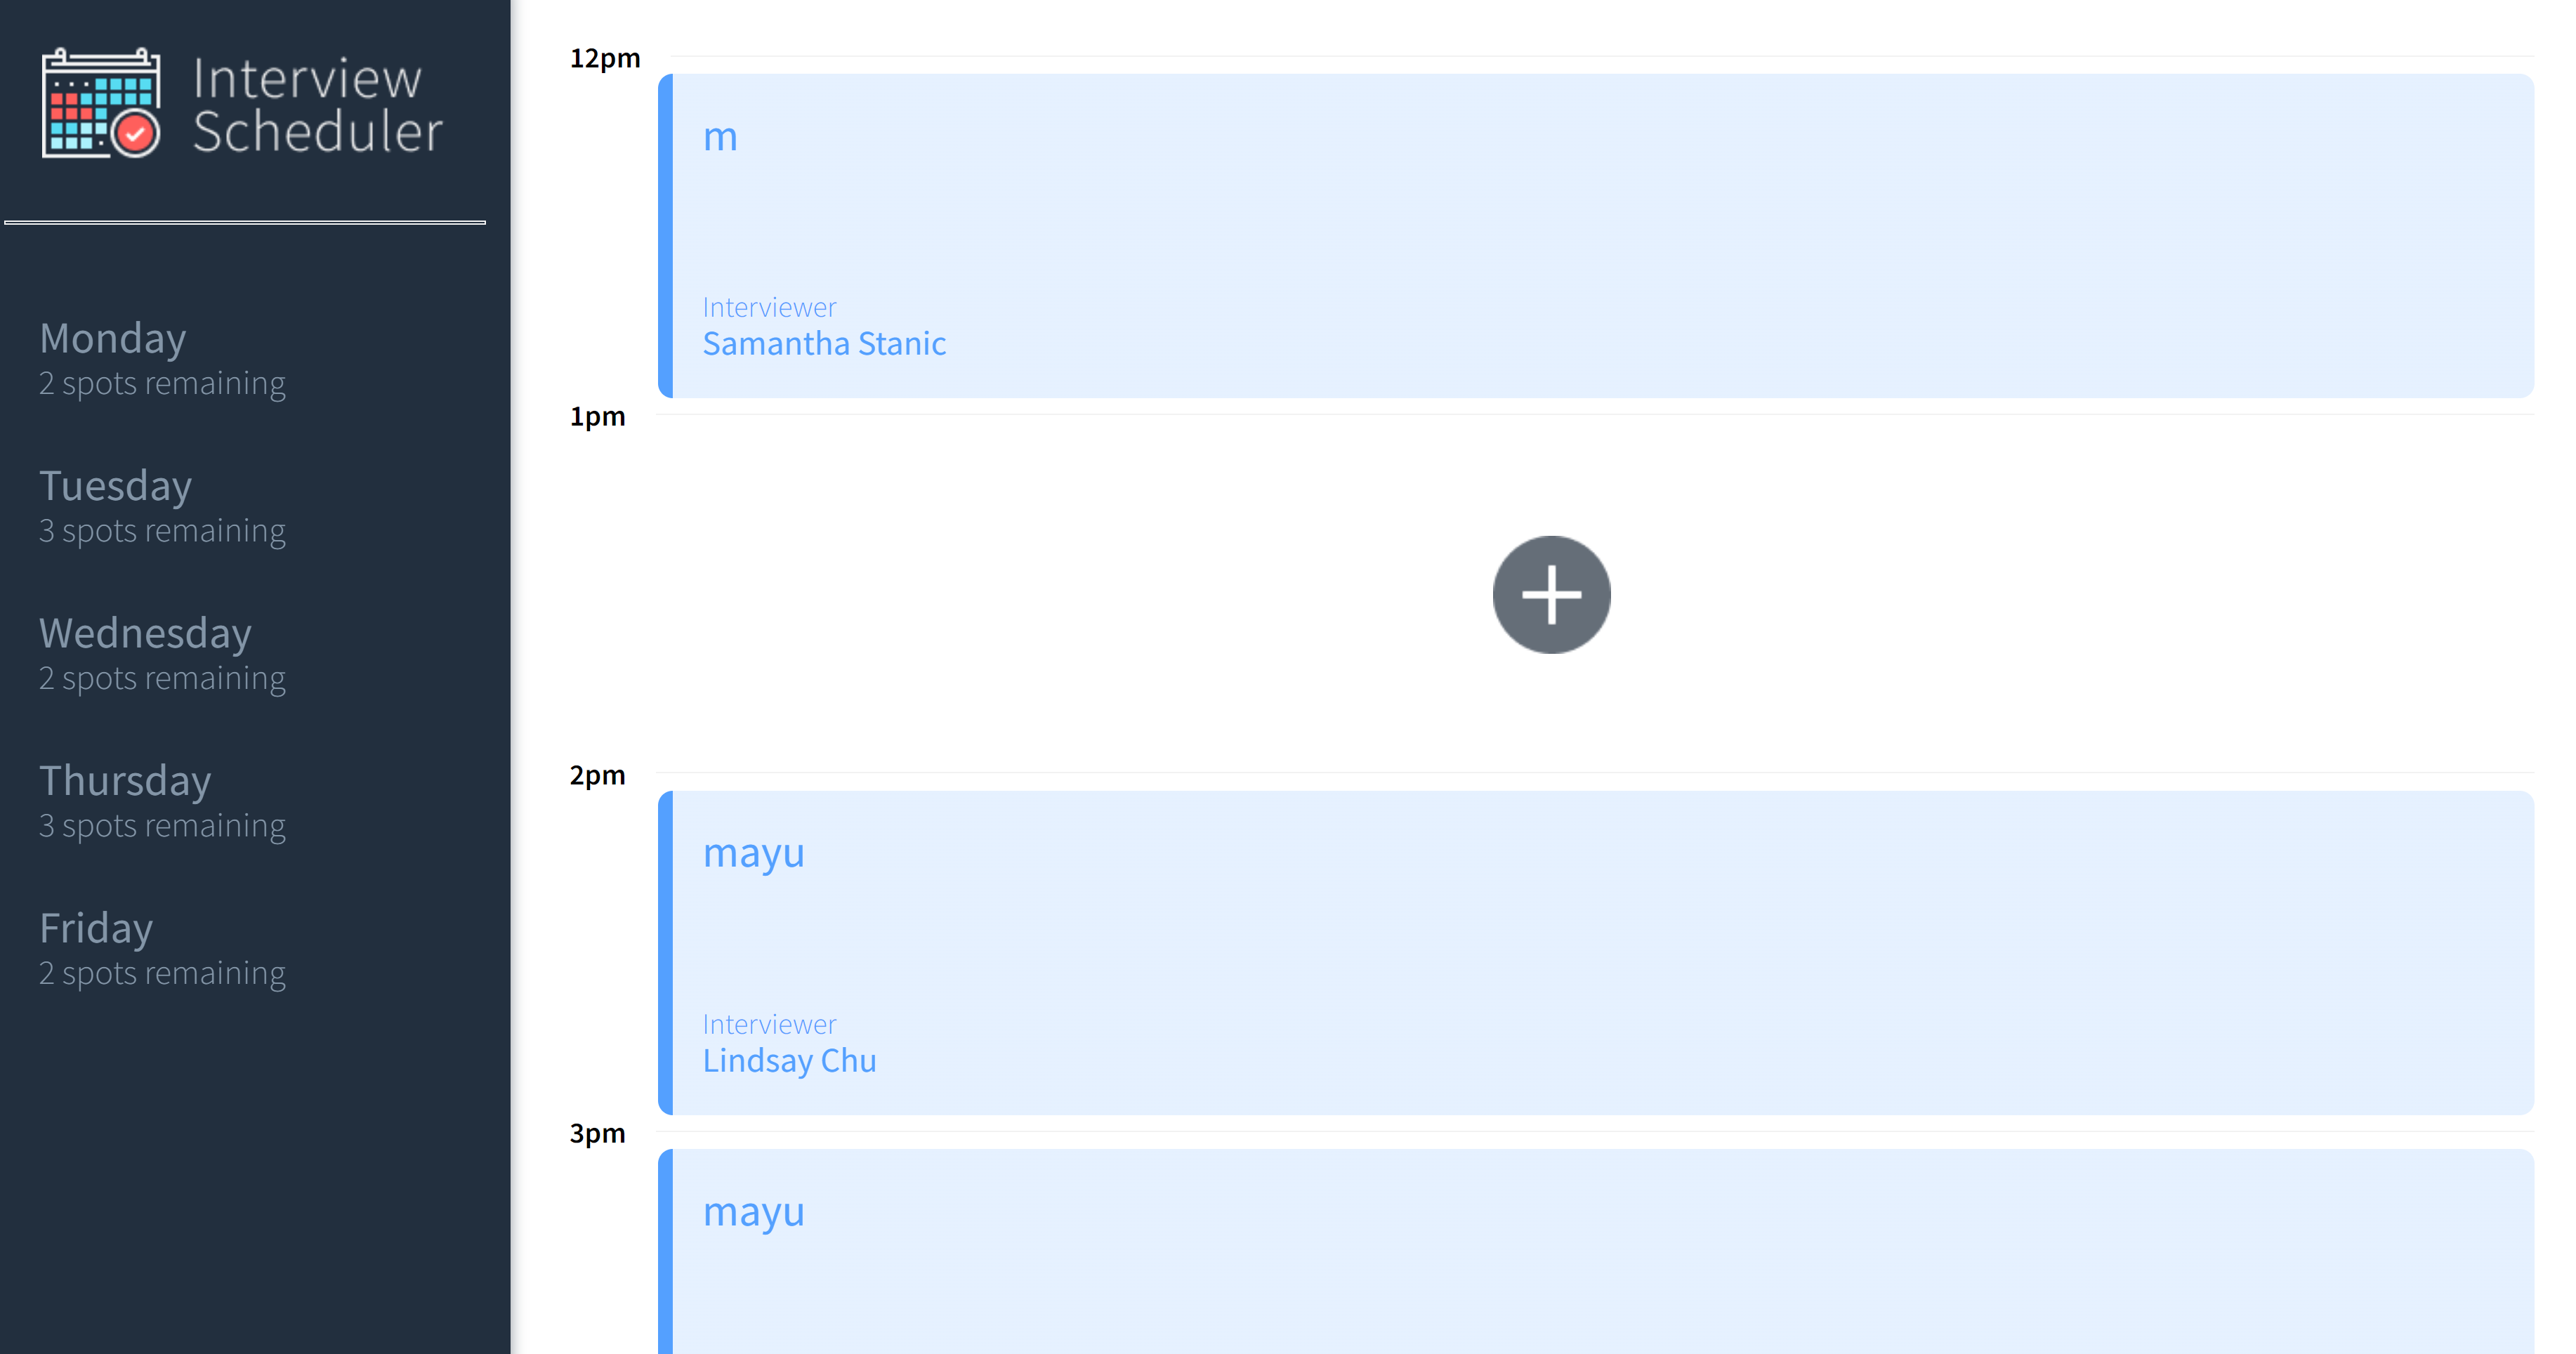 Interview
Scheduler
Monday
2 spots remaining
Tuesday
3 spots remaining
Wednesday
2 spots remaining
Thursday
3 spots remaining
Friday
2 spots remaining
12pm
m
Interviewer
Samantha Stanic
1pm
2pm
mayu
Interviewer
Lindsay Chu
3pm
mayu